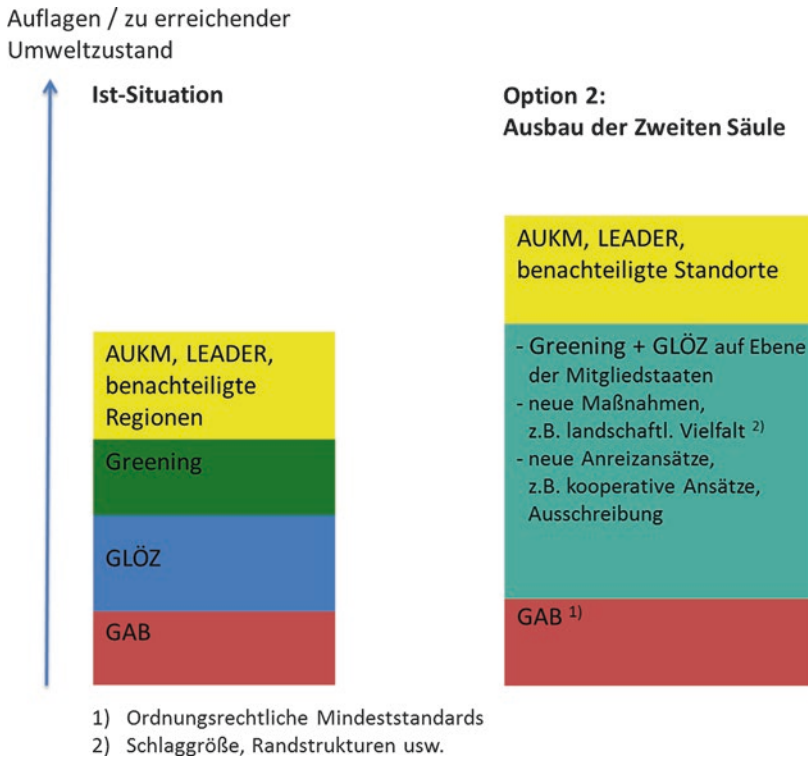 Auflagen / zu erreichender
Umweltzustand
Ist-Situation
AUKM, LEADER,
benachteiligte
Regionen
Greening
GLÖZ
GAB
Option 2:
Ausbau der Zweiten Säule
AUKM, LEADER,
benachteiligte Standorte
- Greening + GLÖZ auf Ebene
der Mitgliedstaaten
- neue Maßnahmen,
z.B. landschaftl. Vielfalt 2)
- neue Anreizansätze,
z.B. kooperative Ansätze,
Ausschreibung
GAB 1)
1) Ordnungsrechtliche Mindeststandards
2) Schlaggröße, Randstrukturen usw.